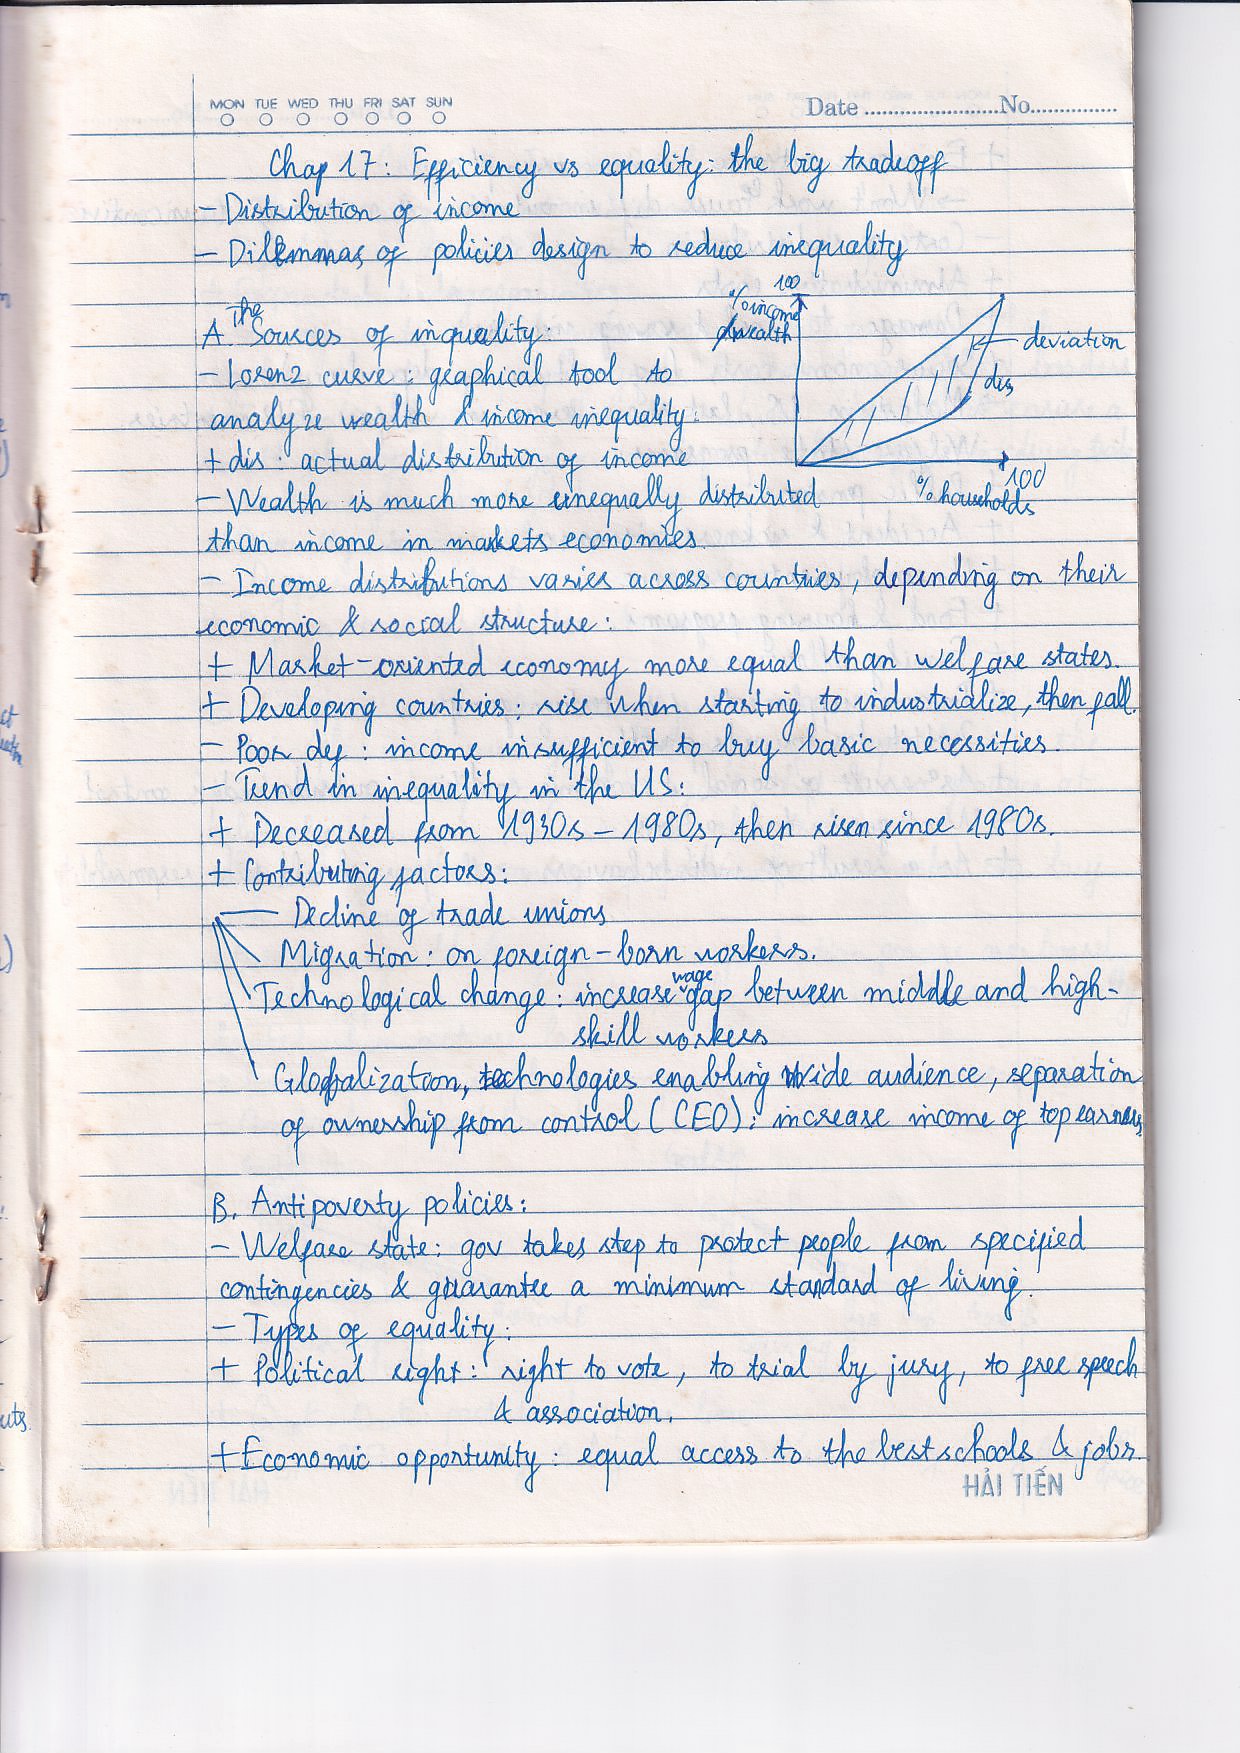 MON TUE WED THU FRI SAT SUN
Date ........................No...............
Chap 17: Efficiency vs equality: the big tradeoff
- Distribution of income
- Dilemmas of policies design to reduce inequality
A. The Sources of inquality:
- Lorenz curve: graphical tool to
analyze wealth & income inequality:
+ dis: actual distribution of income
100
% income
wealth
deviation
dis
100
% households
- Wealth is much more unequally distributed
than income in markets economies.
- Income distributions varies across countries, depending on their
economic & social structure:
+ Market-oriented economy more equal than welfare states.
+ Developing countries: rise when starting to industrialize, then fall.
- Poor df: income insufficient to buy basic necessities.
- Trend in inequality in the US:
+ Decreased from 1930s - 1980s, then risen since 1980s.
+ Contributing factors:
Decline of trade unions
Migration: on foreign-born workers.
Technological change: increase wage gap between middle and high-
skill workers
Globalization, technologies enabling wide audience, separation
of ownership from control (CEO): increase income of top earners
B. Antipoverty policies:
- Welfare state: gov takes step to protect people from specified
contingencies & guarantee a minimum standard of living.
- Types of equality:
+ Political right: right to vote, to trial by jury, to free speech
& association.
+ Economic opportunity: equal access to the best schools & jobs.
HẢI TIẾN